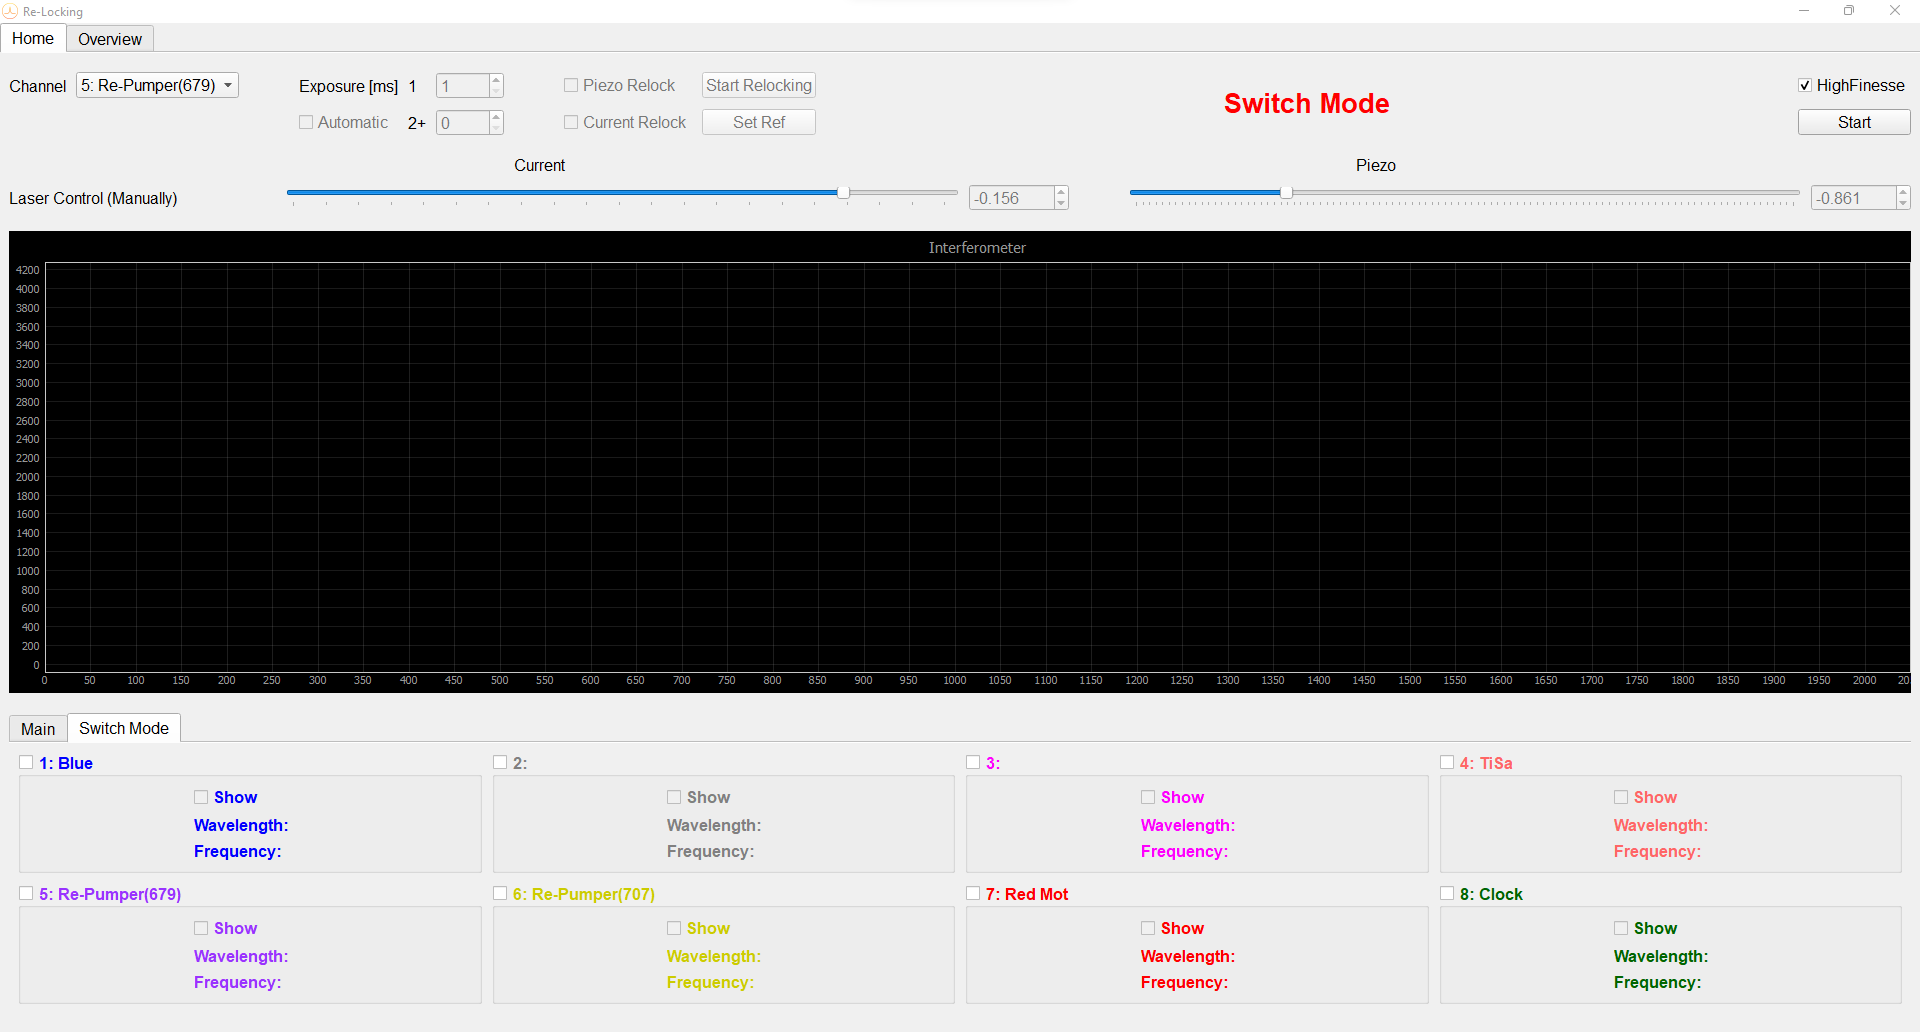 Re-Locking
Home Overview
Channel 5: Re-Pumper(679) Exposure [ms] 1 1 Piezo Relock Start Relocking Switch Mode HighFinesse
Automatic 2+ 0 Current Relock Set Ref Start
Current Piezo
Laser Control (Manually) -0.156 -0.861
Interferometer
4200
4000
3800
3600
3400
3200
3000
2800
2600
2400
2200
2000
1800
1600
1400
1200
1000
800
600
400
200
0
0 50 100 150 200 250 300 350 400 450 500 550 600 650 700 750 800 850 900 950 1000 1050 1100 1150 1200 1250 1300 1350 1400 1450 1500 1550 1600 1650 1700 1750 1800 1850 1900 1950 2000 20
Main Switch Mode
1: Blue 2: 3: 4: TiSa
Show Show Show Show
Wavelength: Wavelength: Wavelength: Wavelength:
Frequency: Frequency: Frequency: Frequency:
5: Re-Pumper(679) 6: Re-Pumper(707) 7: Red Mot 8: Clock
Show Show Show Show
Wavelength: Wavelength: Wavelength: Wavelength:
Frequency: Frequency: Frequency: Frequency: